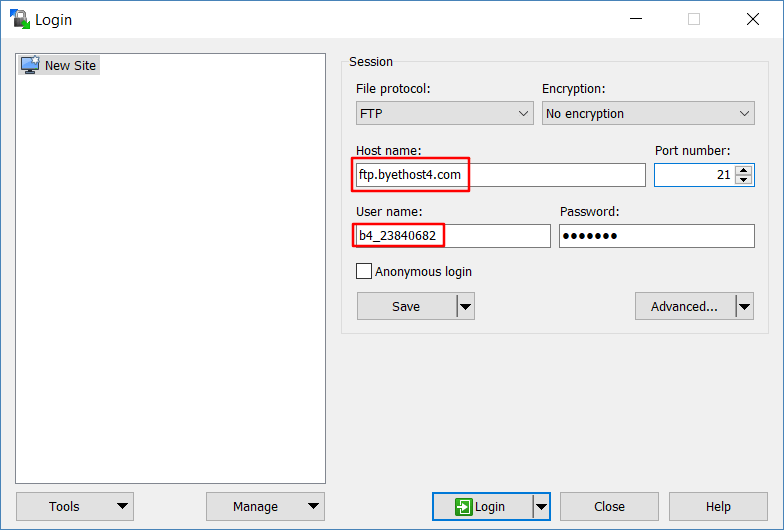 Login
New Site
Session
File protocol: Encryption:
FTP No encryption
Host name: Port number:
ftp.byethost4.com 21
User name: Password:
b4_23840682 •••••••
Anonymous login
Save Advanced...
Tools Manage Login Close Help